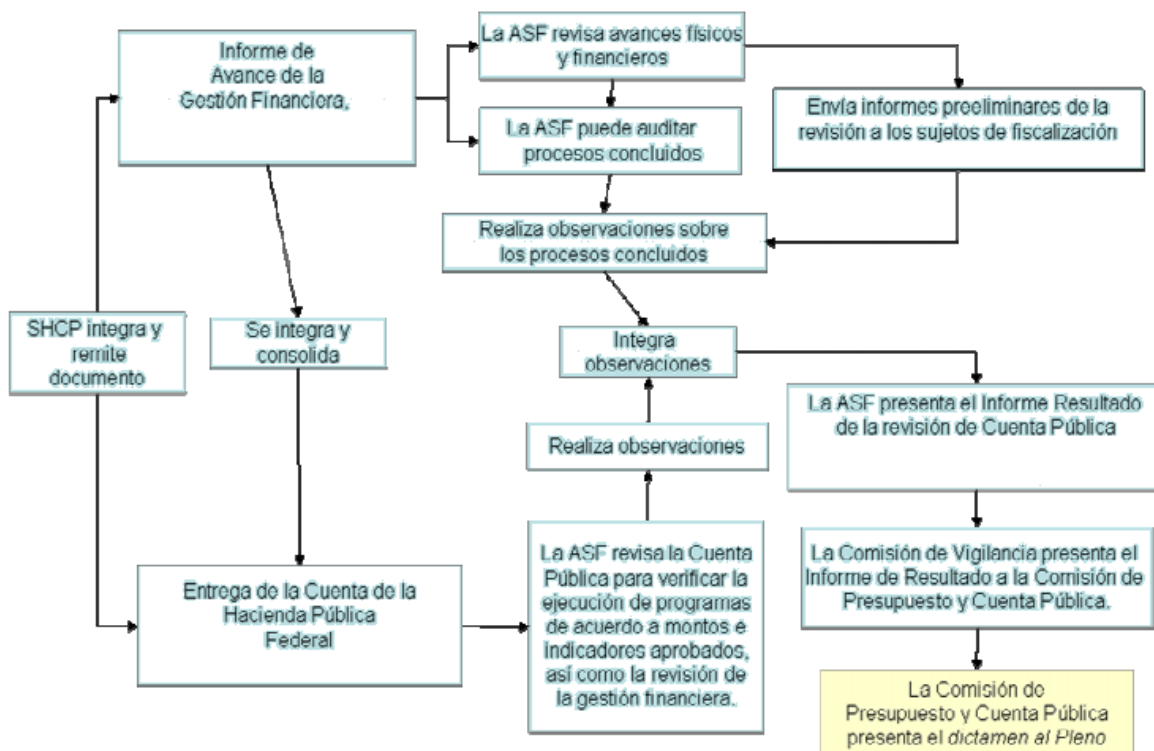 Informe de
Avance de la
Gestión Financiera.
La ASF revisa avances físicos
y financieros
La ASF puede auditar
procesos concluidos
Envía informes preeliminares de la
revisión a los sujetos de fiscalización
Realiza observaciones sobre
los procesos concluidos
SHCP integra y
remite
documento
Se integra y
consolida
Integra
observaciones
Realiza observaciones
La ASF presenta el Informe Resultado
de la revisión de Cuenta Pública
Entrega de la Cuenta de la
Hacienda Pública
Federal
La ASF revisa la Cuenta
Pública para verificar la
ejecución de programas
de acuerdo a montos e
indicadores aprobados,
así como la revisión de
la gestión financiera.
La Comisión de Vigilancia presenta el
Informe de Resultado a la Comisión de
Presupuesto y Cuenta Pública.
La Comisión de
Presupuesto y Cuenta Pública
presenta el dictamen al Pleno